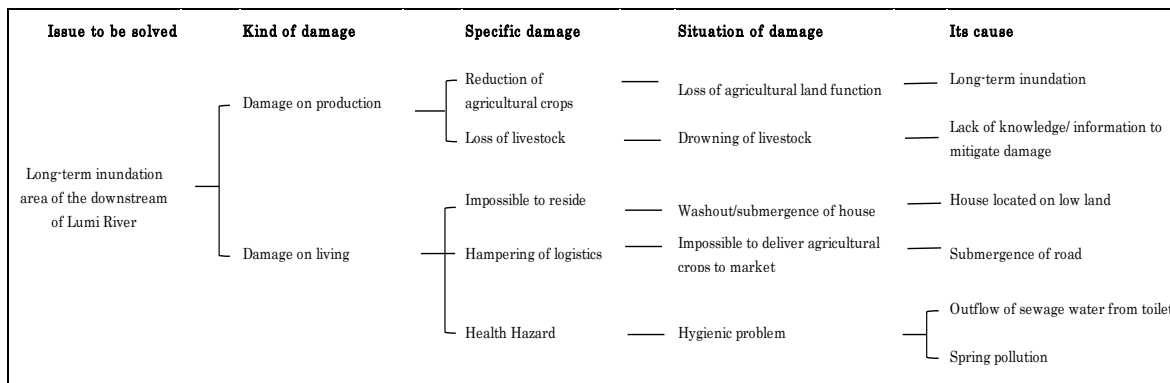 Issue to be solved
Kind of damage
Specific damage
Situation of damage
Its cause
Long-term inundation
area of the downstream
of Lumi River
Damage on production
Reduction of
agricultural crops
Loss of agricultural land function
Long-term inundation
Loss of livestock
Drowning of livestock
Lack of knowledge/ information to
mitigate damage
Damage on living
Impossible to reside
Washout/submergence of house
House located on low land
Hampering of logistics
Impossible to deliver agricultural
crops to market
Submergence of road
Health Hazard
Hygienic problem
Outflow of sewage water from toilet
Spring pollution